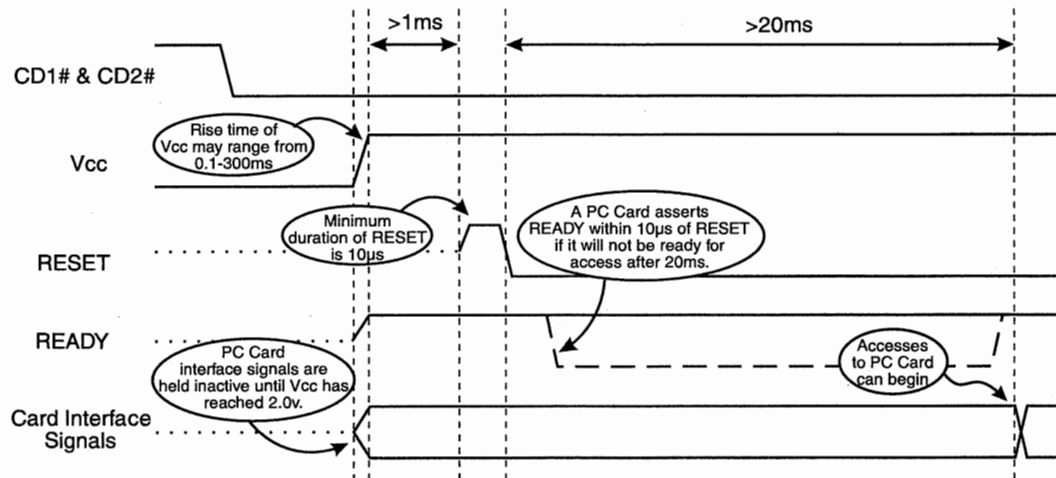 >1ms
>20ms
CD1# & CD2#
Rise time of
Vcc may range from
0.1-300ms
Vcc
Minimum
duration of RESET
is 10µs
A PC Card asserts
READY within 10µs of RESET
if it will not be ready for
access after 20ms.
RESET
READY
PC Card
interface signals are
held inactive until Vcc has
reached 2.0v.
Accesses
to PC Card
can begin
Card Interface
Signals